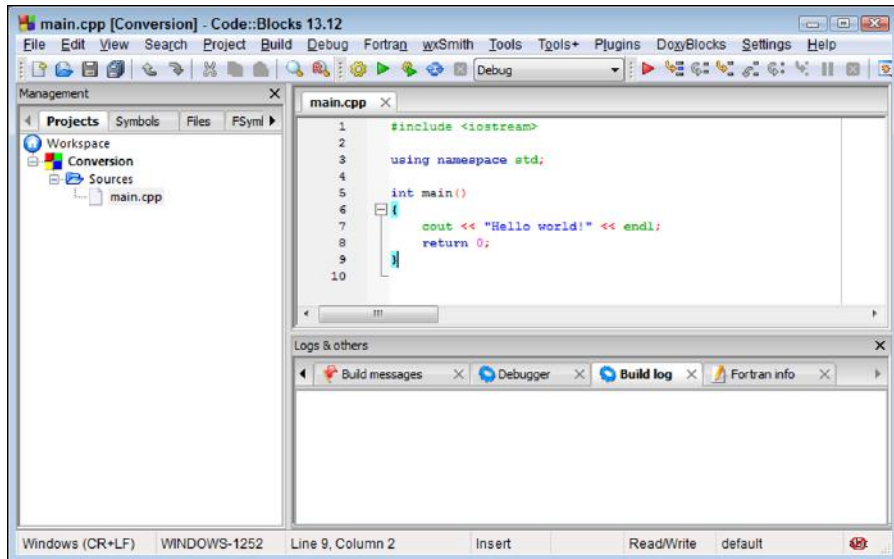 main.cpp [Conversion] - Code::Blocks 13.12
File Edit View Search Project Build Debug Fortran wxSmith Tools Tools+ Plugins DoxyBlocks Settings Help
Debug
Management
Projects Symbols Files FSymi
Workspace
Conversion
Sources
main.cpp
main.cpp
1 #include <iostream>
2
3 using namespace std;
4
5 int main()
6 {
7 cout << "Hello world!" << endl;
8 return 0;
9 }
10
Logs & others
Build messages Debugger Build log Fortran info
Windows (CR+LF) WINDOWS-1252 Line 9, Column 2 Insert Read/Write default